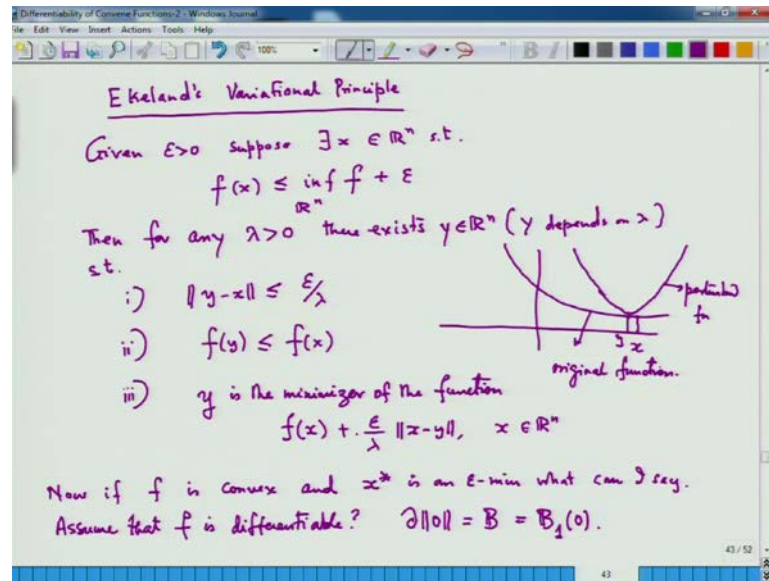 Differentiability of Convene Functions-2 - Windows Journal
File Edit View Insert Actions Tools Help
100%
B I
Ekeland's Variational Principle
Given ε>0 suppose ∃ x ∈ ℝⁿ s.t.
f(x) ≤ inf f + ε
ℝⁿ
Then for any λ>0 there exists y∈ℝⁿ (y depends on λ)
s.t.
i) ‖y-x‖ ≤ ε/λ
ii) f(y) ≤ f(x)
iii) y is the minimizer of the function
f(x) + ε/λ ‖x-y‖, x ∈ ℝⁿ
perturbed
fn
y x
original function.
Now if f is convex and x* is an ε-min what can I say.
Assume that f is differentiable? ∂‖0‖ = B = B₁(0).
43/52
43